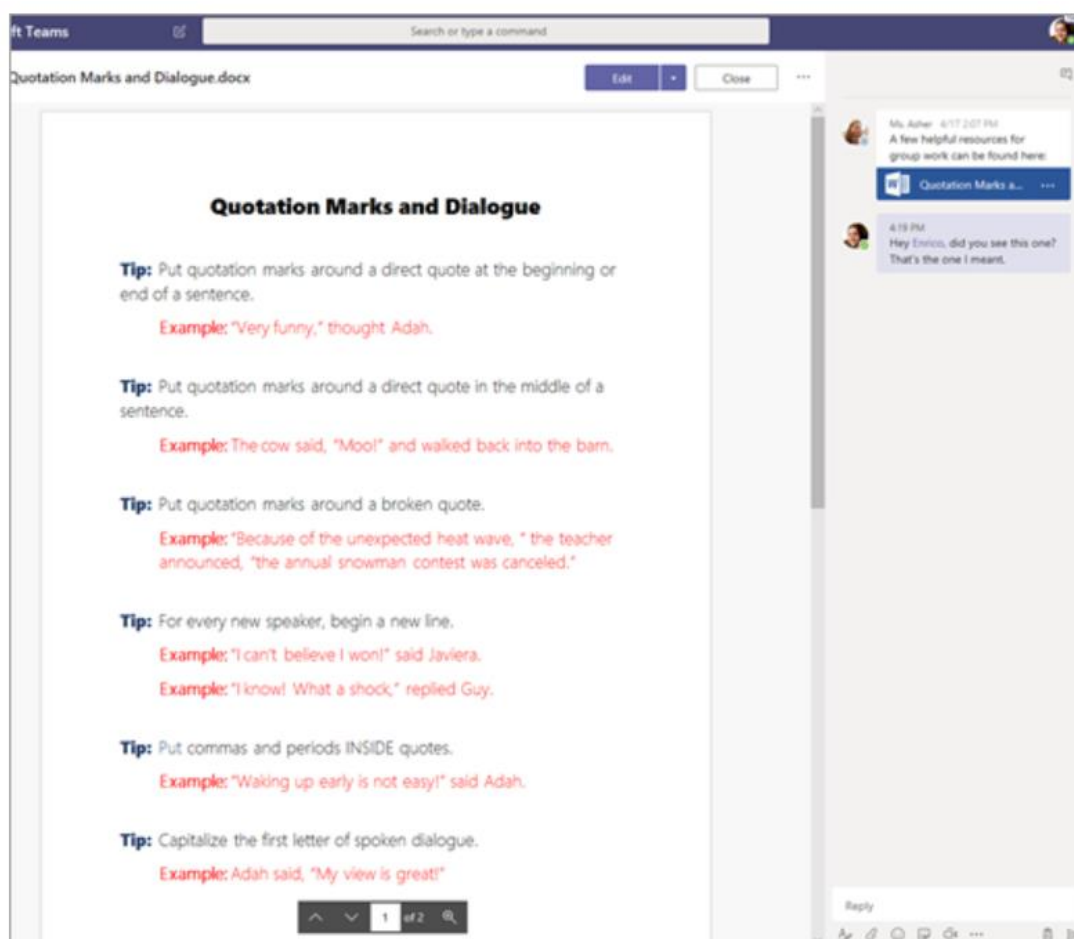 ft Teams
Search or type a command
Quotation Marks and Dialogue.docx
Edit
Close
Quotation Marks and Dialogue
Tip: Put quotation marks around a direct quote at the beginning or
end of a sentence.
Example: "Very funny," thought Adah.
Tip: Put quotation marks around a direct quote in the middle of a
sentence.
Example: The cow said, "Moo!" and walked back into the barn.
Tip: Put quotation marks around a broken quote.
Example: "Because of the unexpected heat wave, " the teacher
announced, "the annual snowman contest was canceled."
Tip: For every new speaker, begin a new line.
Example: "I can't believe I won!" said Javiera.
Example: "I know! What a shock," replied Guy.
Tip: Put commas and periods INSIDE quotes.
Example: "Waking up early is not easy!" said Adah.
Tip: Capitalize the first letter of spoken dialogue.
Example: Adah said, "My view is great!"
1 of 2
Ms. Asher 4/17 2:07 PM
A few helpful resources for
group work can be found here:
Quotation Marks a...
4:19 PM
Hey Enrico, did you see this one?
That's the one I meant.
Reply